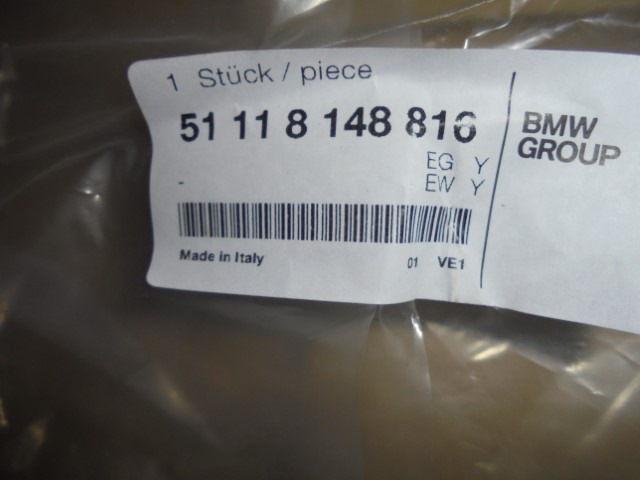 1 Stück / piece
51 11 8 148 816
EG Y
EW Y
-
Made in Italy
01 VE1
BMW
GROUP